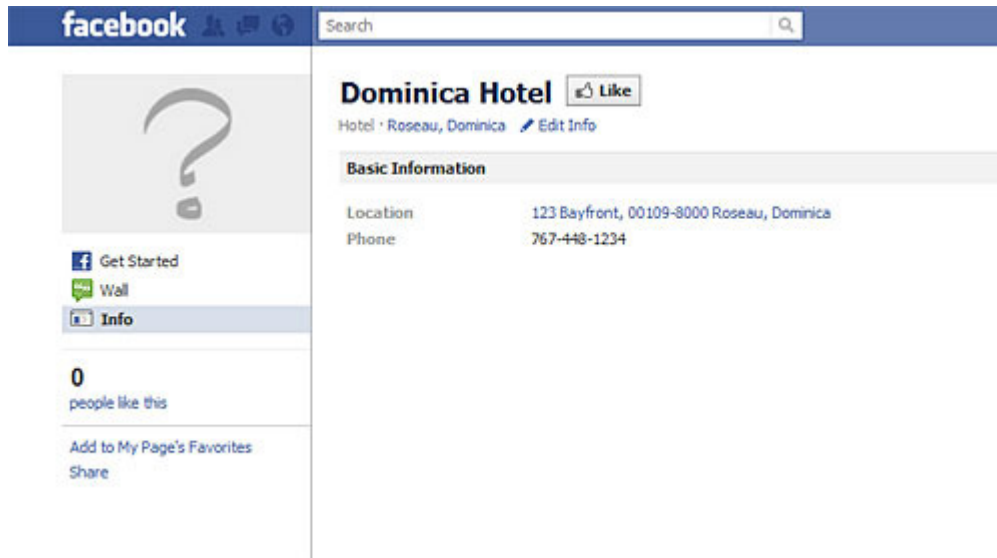 facebook
Search
Dominica Hotel Like
Hotel · Roseau, Dominica Edit Info
Basic Information
Location 123 Bayfront, 00109-8000 Roseau, Dominica
Phone 767-448-1234
Get Started
Wall
Info
0
people like this
Add to My Page's Favorites
Share